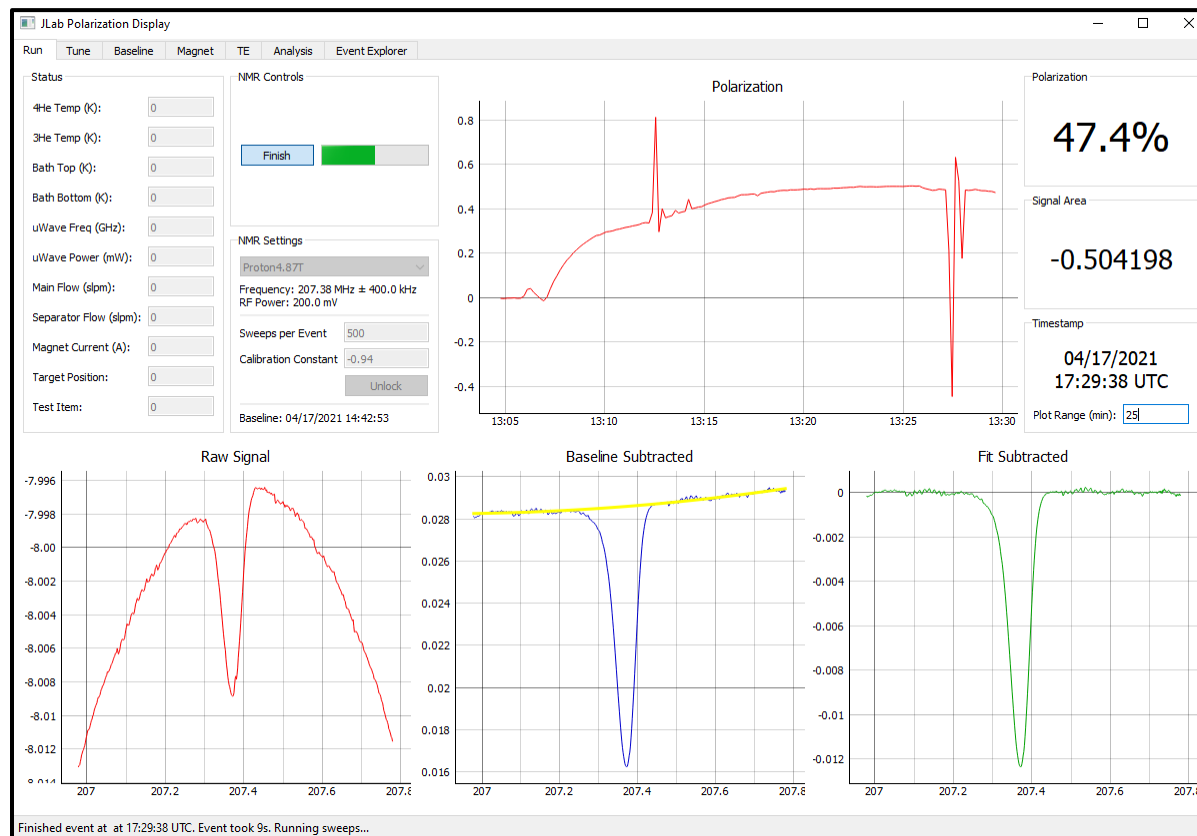 JLab Polarization Display
Run Tune Baseline Magnet TE Analysis Event Explorer
Status
4He Temp (K): 0
3He Temp (K): 0
Bath Top (K): 0
Bath Bottom (K): 0
uWave Freq (GHz): 0
uWave Power (mW): 0
Main Flow (slpm): 0
Separator Flow (slpm): 0
Magnet Current (A): 0
Target Position: 0
Test Item: 0
NMR Controls
Finish
NMR Settings
Proton4.87T
Frequency: 207.38 MHz ± 400.0 kHz
RF Power: 200.0 mV
Sweeps per Event 500
Calibration Constant -0.94
Unlock
Baseline: 04/17/2021 14:42:53
Polarization
0.8
0.6
0.4
0.2
0
-0.2
-0.4
13:05 13:10 13:15 13:20 13:25 13:30
Polarization
47.4%
Signal Area
-0.504198
Timestamp
04/17/2021
17:29:38 UTC
Plot Range (min): 25
Raw Signal
-7.996
-7.998
-8.00
-8.002
-8.004
-8.006
-8.008
-8.01
-8.012
-8.014
207 207.2 207.4 207.6 207.8
Baseline Subtracted
0.03
0.028
0.026
0.024
0.022
0.02
0.018
0.016
207 207.2 207.4 207.6 207.8
Fit Subtracted
0
-0.002
-0.004
-0.006
-0.008
-0.01
-0.012
207 207.2 207.4 207.6 207.8
Finished event at at 17:29:38 UTC. Event took 9s. Running sweeps...